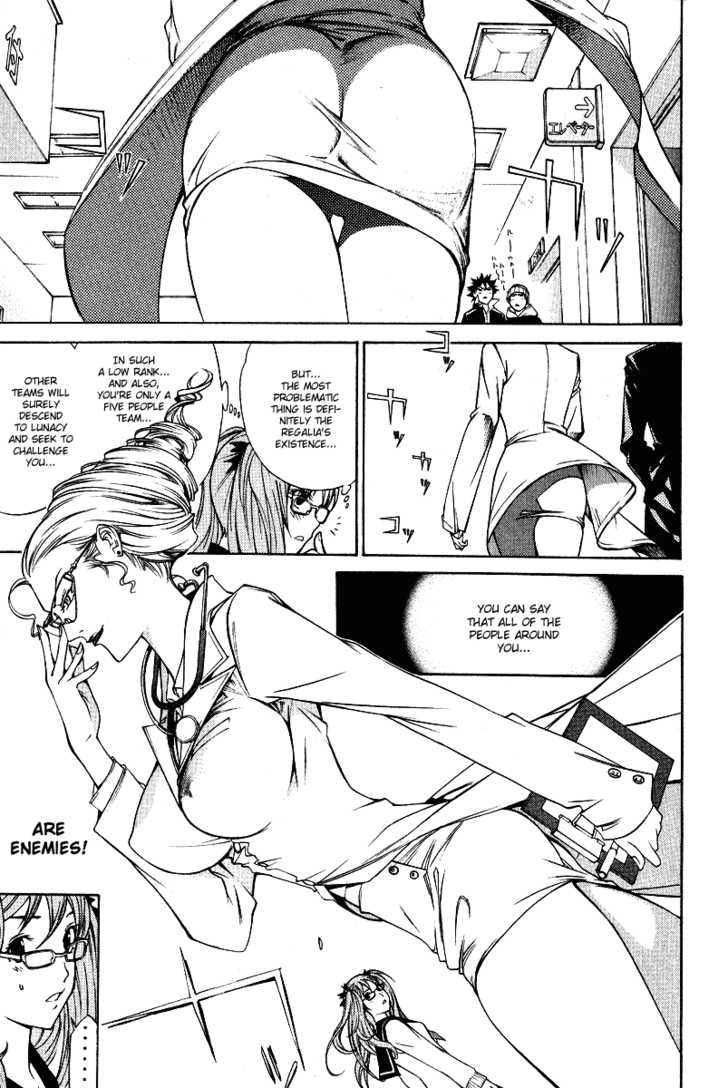 エレベーター
BUT...
THE MOST
PROBLEMATIC
THING IS DEFI-
NITELY THE
REGALIA'S
EXISTENCE...
IN SUCH
A LOW RANK...
AND ALSO,
YOU'RE ONLY A
FIVE PEOPLE
TEAM...
OTHER
TEAMS WILL
SURELY
DESCEND
TO LUNACY
AND SEEK TO
CHALLENGE
YOU...
YOU CAN SAY
THAT ALL OF THE
PEOPLE AROUND
YOU...
ARE
ENEMIES!